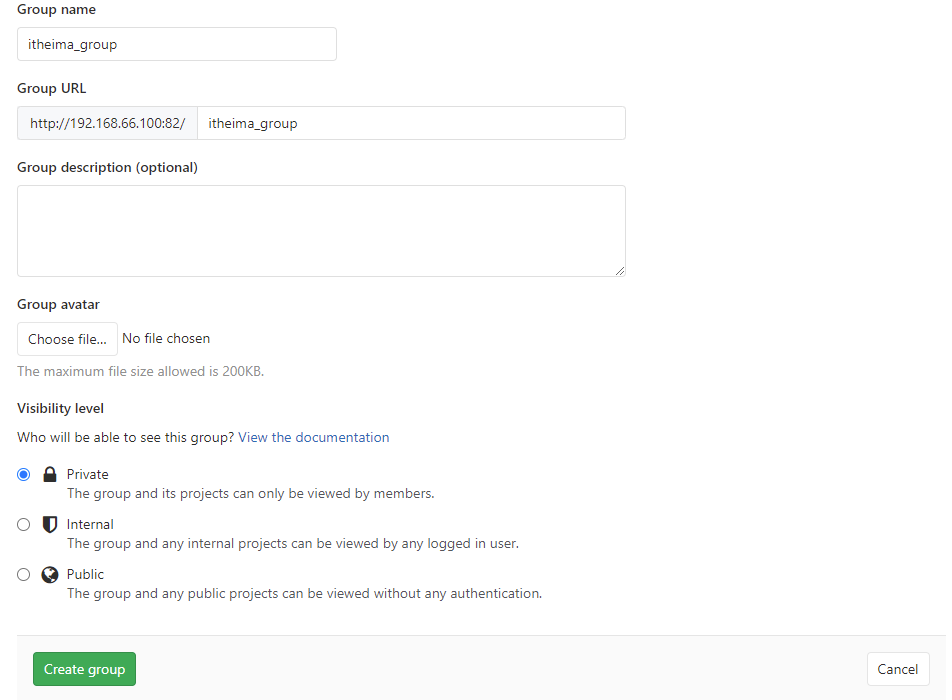 Group name
itheima_group
Group URL
http://192.168.66.100:82/ itheima_group
Group description (optional)
Group avatar
Choose file... No file chosen
The maximum file size allowed is 200KB.
Visibility level
Who will be able to see this group? View the documentation
Private
The group and its projects can only be viewed by members.
Internal
The group and any internal projects can be viewed by any logged in user.
Public
The group and any public projects can be viewed without any authentication.
Create group Cancel